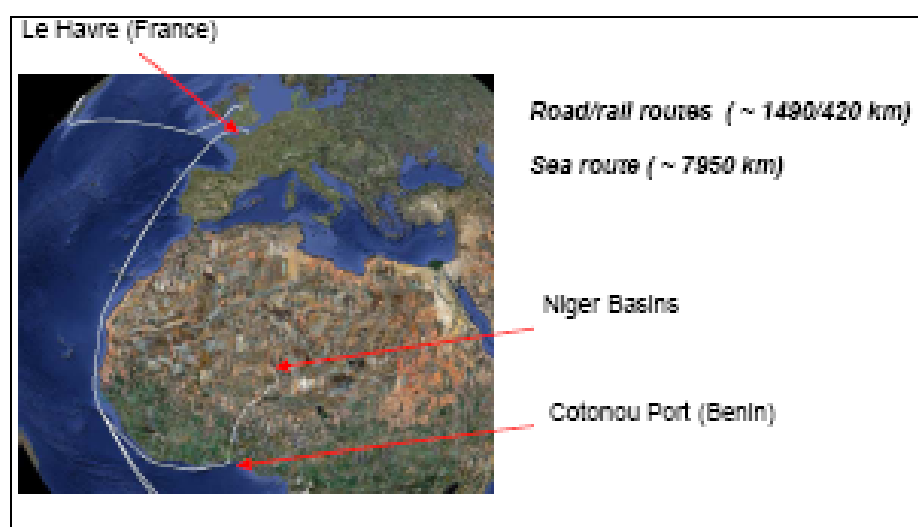 Le Havre (France)
Road/rail routes ( ~ 1490/420 km)
Sea route ( ~ 7950 km)
Niger Basins
Cotonou Port (Benin)